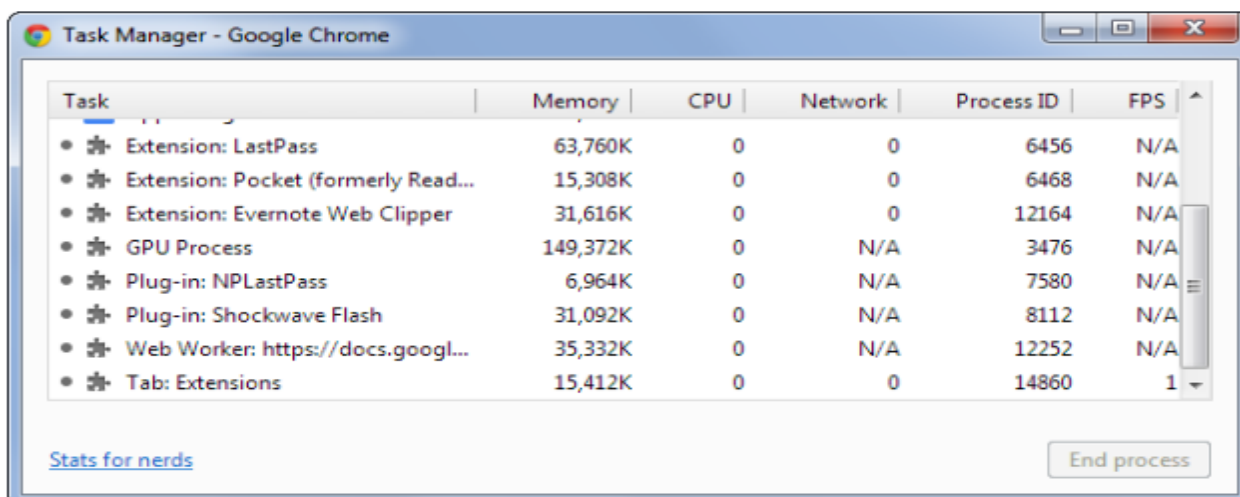 Task Manager - Google Chrome
Task Memory CPU Network Process ID FPS
Extension: LastPass 63,760K 0 0 6456 N/A
Extension: Pocket (formerly Read... 15,308K 0 0 6468 N/A
Extension: Evernote Web Clipper 31,616K 0 0 12164 N/A
GPU Process 149,372K 0 N/A 3476 N/A
Plug-in: NPLastPass 6,964K 0 N/A 7580 N/A
Plug-in: Shockwave Flash 31,092K 0 N/A 8112 N/A
Web Worker: https://docs.googl... 35,332K 0 N/A 12252 N/A
Tab: Extensions 15,412K 0 0 14860 1
Stats for nerds End process